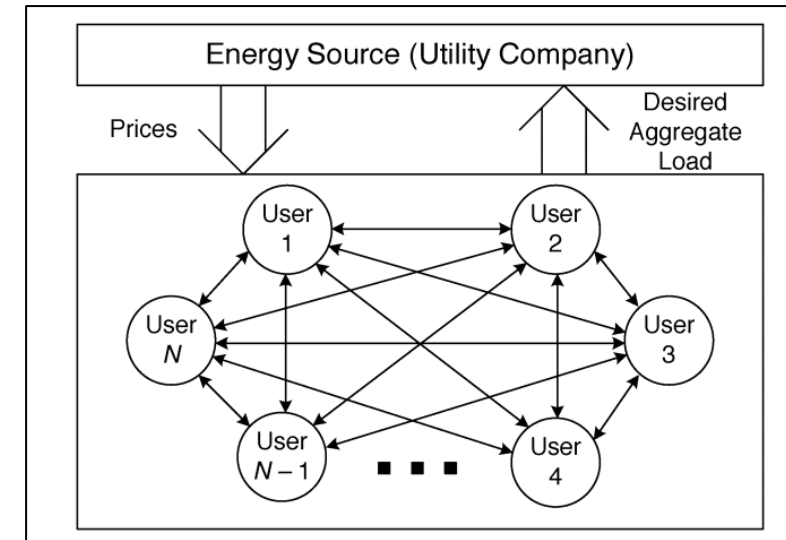 Energy Source (Utility Company)
Prices
Desired
Aggregate
Load
User
1
User
2
User
N
User
3
User
N – 1
User
4